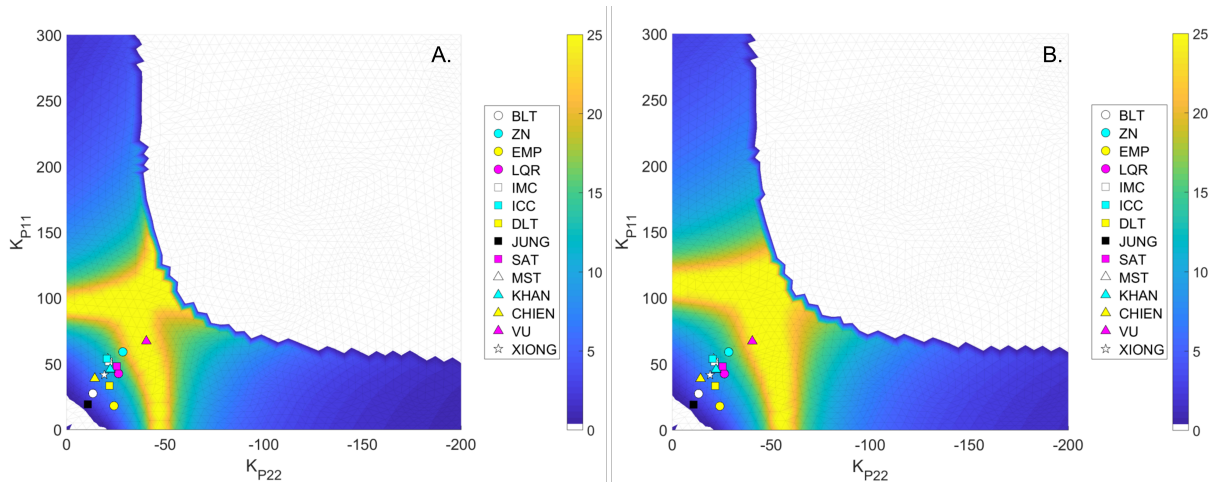 A.
300
250
200
150
100
50
0
K_P11
0
-50
-100
-150
-200
K_P22
BLT
ZN
EMP
LQR
IMC
ICC
DLT
JUNG
SAT
MST
KHAN
CHIEN
VU
XIONG
25
20
15
10
5
0
B.
300
250
200
150
100
50
0
K_P11
0
-50
-100
-150
-200
K_P22
BLT
ZN
EMP
LQR
IMC
ICC
DLT
JUNG
SAT
MST
KHAN
CHIEN
VU
XIONG
25
20
15
10
5
0